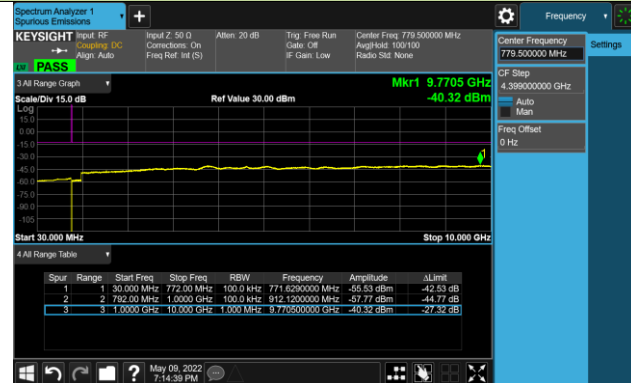 Spectrum Analyzer 1
Spurious Emissions
Frequency
KEYSIGHT Input: RF Input Z: 50 Ω Atten: 20 dB Trig: Free Run Center Freq: 779.500000 MHz
Coupling: DC Corrections: On Gate: Off Avg|Hold: 100/100
Align: Auto Freq Ref: Int (S) IF Gain: Low Radio Std: None
PASS
Center Frequency
779.500000 MHz
Settings
CF Step
4.399000000 GHz
Auto
Man
Freq Offset
0 Hz
3 All Range Graph
Mkr1 9.7705 GHz
Scale/Div 15.0 dB Ref Value 30.00 dBm -40.32 dBm
Log
15.0
0.00
-15.0
-30.0
-45.0
-60.0
-75.0
-90.0
-105
1
Start 30.000 MHz Stop 10.000 GHz
4 All Range Table
Spur Range Start Freq Stop Freq RBW Frequency Amplitude ΔLimit
1 1 30.000 MHz 772.00 MHz 100.0 kHz 771.6290000 MHz -55.53 dBm -42.53 dB
2 2 792.00 MHz 1.0000 GHz 100.0 kHz 912.1200000 MHz -57.77 dBm -44.77 dB
3 3 1.0000 GHz 10.000 GHz 1.000 MHz 9.770500000 GHz -40.32 dBm -27.32 dB
May 09, 2022
7:14:39 PM